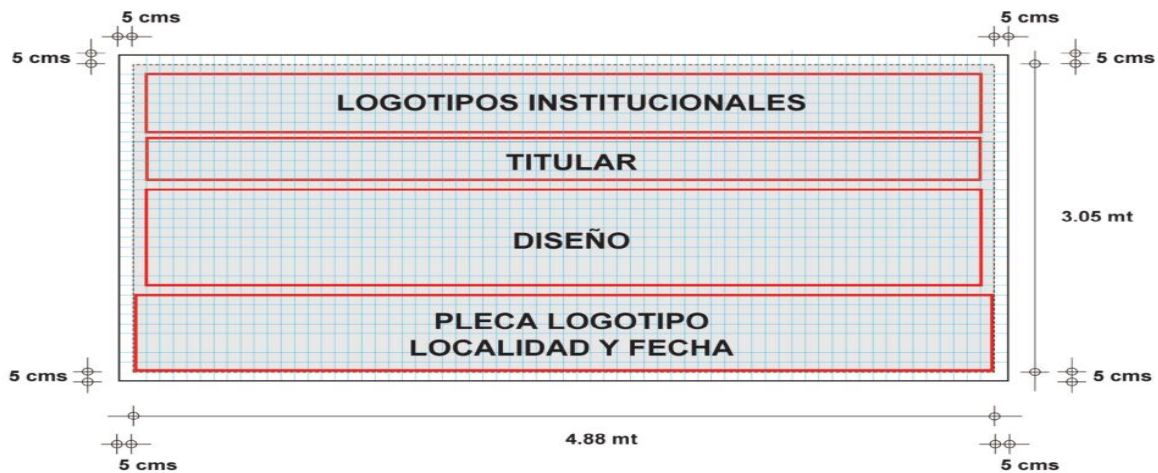 5 cms
5 cms
5 cms
5 cms
LOGOTIPOS INSTITUCIONALES
TITULAR
3.05 mt
DISEÑO
PLECA LOGOTIPO
LOCALIDAD Y FECHA
5 cms
5 cms
4.88 mt
5 cms
5 cms